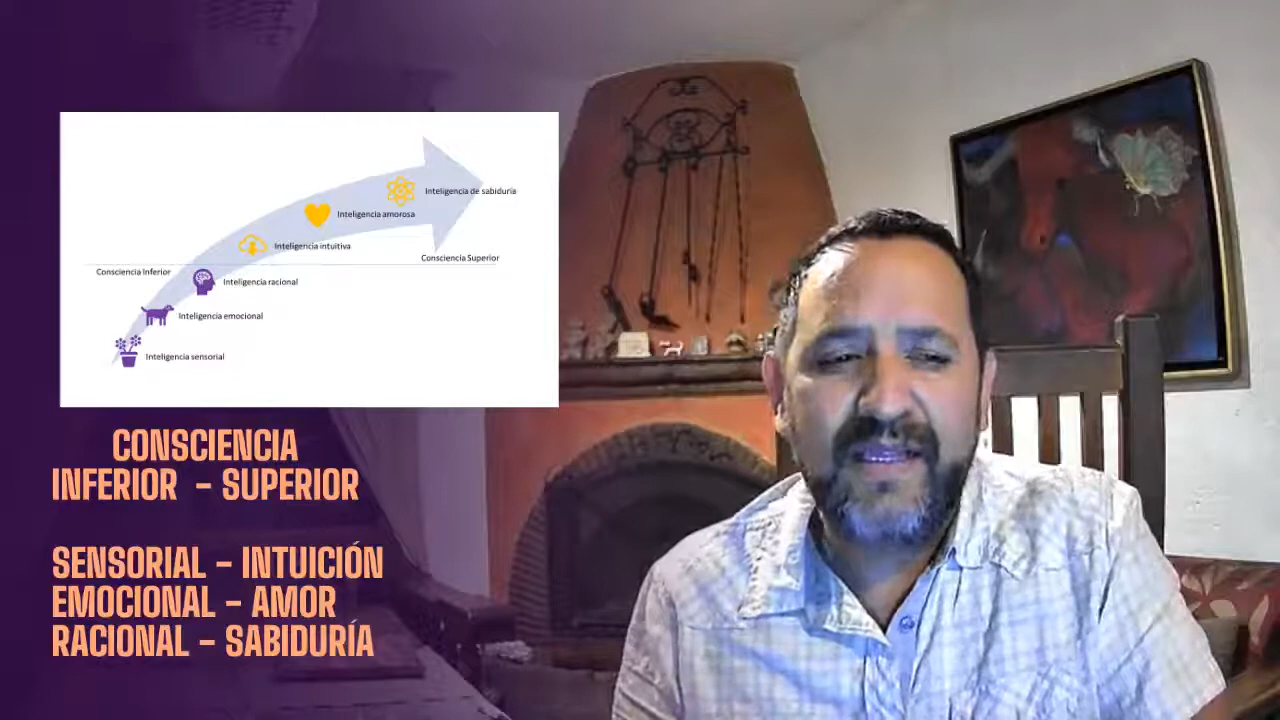 Inteligencia de sabiduría
Inteligencia amorosa
Inteligencia intuitiva
Consciencia Superior
Consciencia Inferior
Inteligencia racional
Inteligencia emocional
Inteligencia sensorial
CONSCIENCIA
INFERIOR – SUPERIOR
SENSORIAL – INTUICIÓN
EMOCIONAL – AMOR
RACIONAL – SABIDURÍA